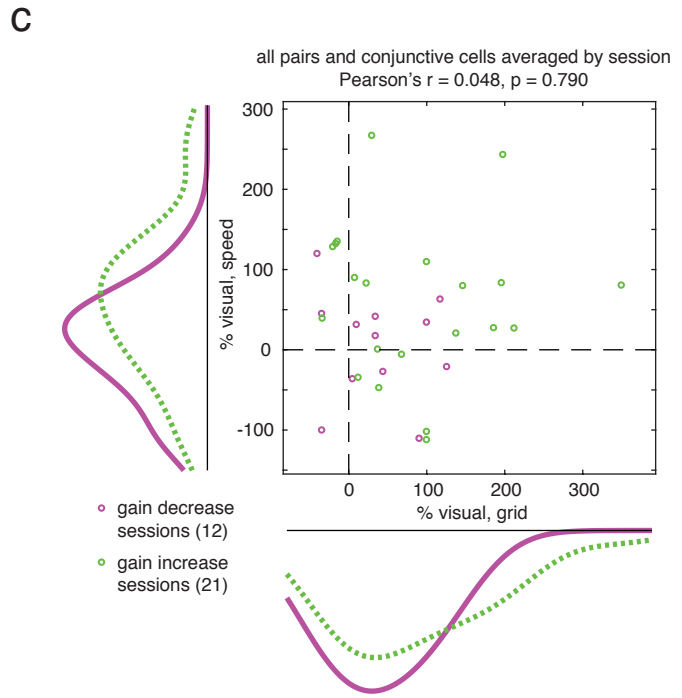 C
all pairs and conjunctive cells averaged by session
Pearson's r = 0.048, p = 0.790
300
200
100
0
-100
% visual, speed
0 100 200 300
% visual, grid
gain decrease
sessions (12)
gain increase
sessions (21)